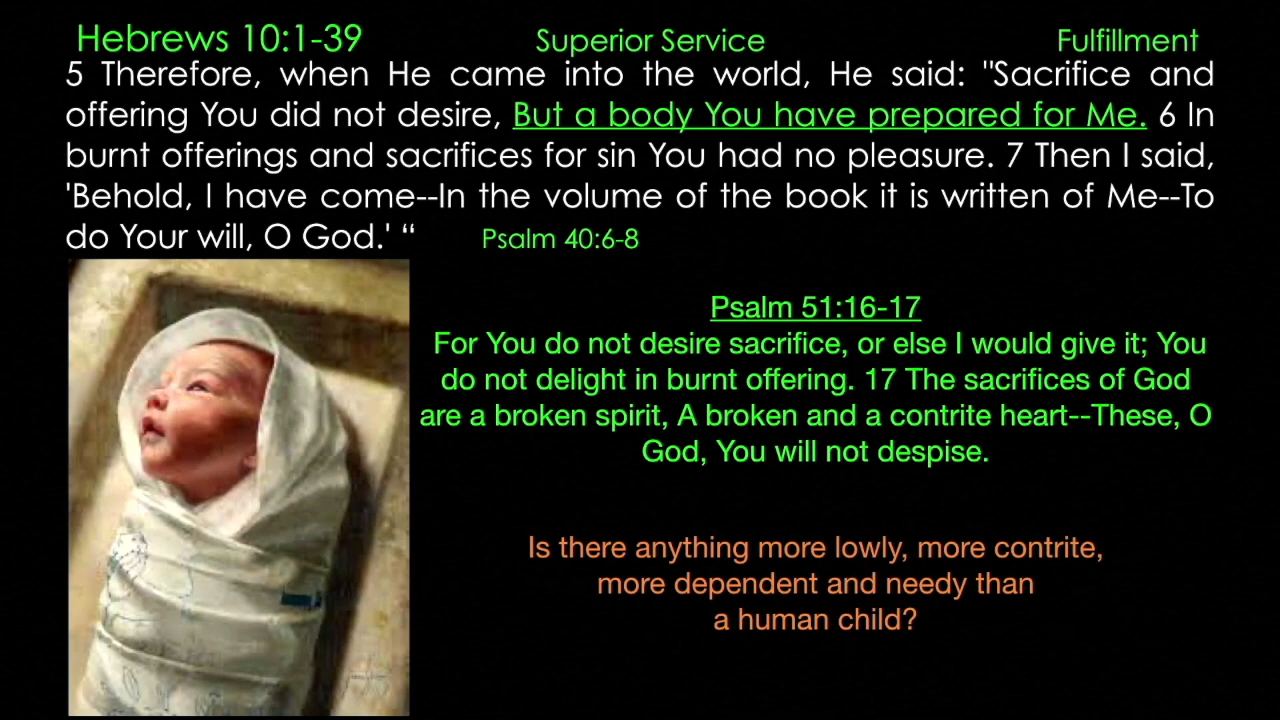 Hebrews 10:1-39 Superior Service Fulfillment
5 Therefore, when He came into the world, He said: "Sacrifice and
offering You did not desire, But a body You have prepared for Me. 6 In
burnt offerings and sacrifices for sin You had no pleasure. 7 Then I said,
'Behold, I have come--In the volume of the book it is written of Me--To
do Your will, O God.' “ Psalm 40:6-8
Psalm 51:16-17
For You do not desire sacrifice, or else I would give it; You
do not delight in burnt offering. 17 The sacrifices of God
are a broken spirit, A broken and a contrite heart--These, O
God, You will not despise.
Is there anything more lowly, more contrite,
more dependent and needy than
a human child?